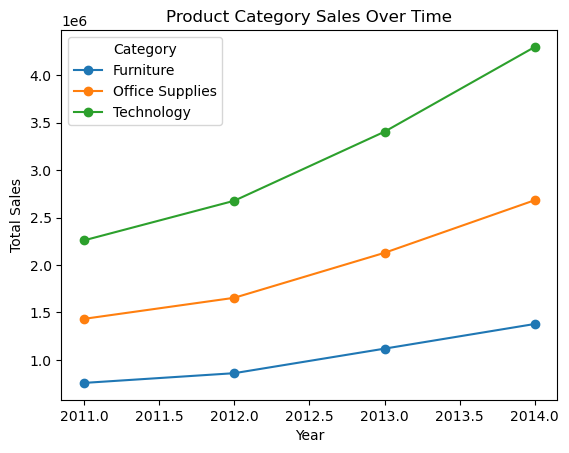 Product Category Sales Over Time
1e6
Category
Furniture
Office Supplies
Technology
Total Sales
4.0
3.5
3.0
2.5
2.0
1.5
1.0
2011.0 2011.5 2012.0 2012.5 2013.0 2013.5 2014.0
Year